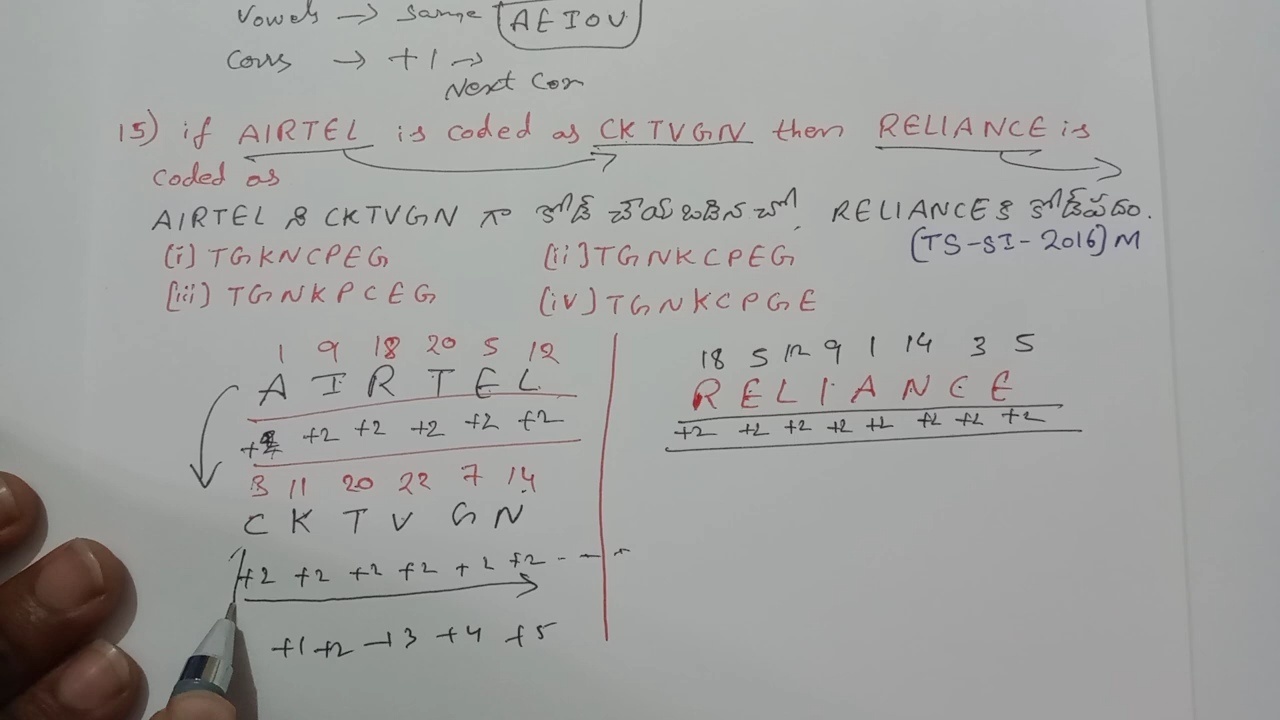 Vowels → Same AEIOU
Cons → +1 →
Next Con
15) if AIRTEL is coded as CKTVGN then RELIANCE is
coded as
AIRTEL ని CKTVGN గా కోడ్ చేయబడిన చో, RELIANCE కి కోడ్ పదం.
(TS-SI-2016) M
(i) TGKNCPEG (ii) TGNKCPEG
(iii) TGNKPCEG (iv) TGNKCPGE
1 9 18 20 5 12
A I R T E L
+2 +2 +2 +2 +2 +2
3 11 20 22 7 14
C K T V G N
+2 +2 +2 +2 +2 +2 - - -
+1 +2 +3 +4 +5
18 5 12 9 1 14 3 5
R E L I A N C E
+2 +2 +2 +2 +2 +2 +2 +2